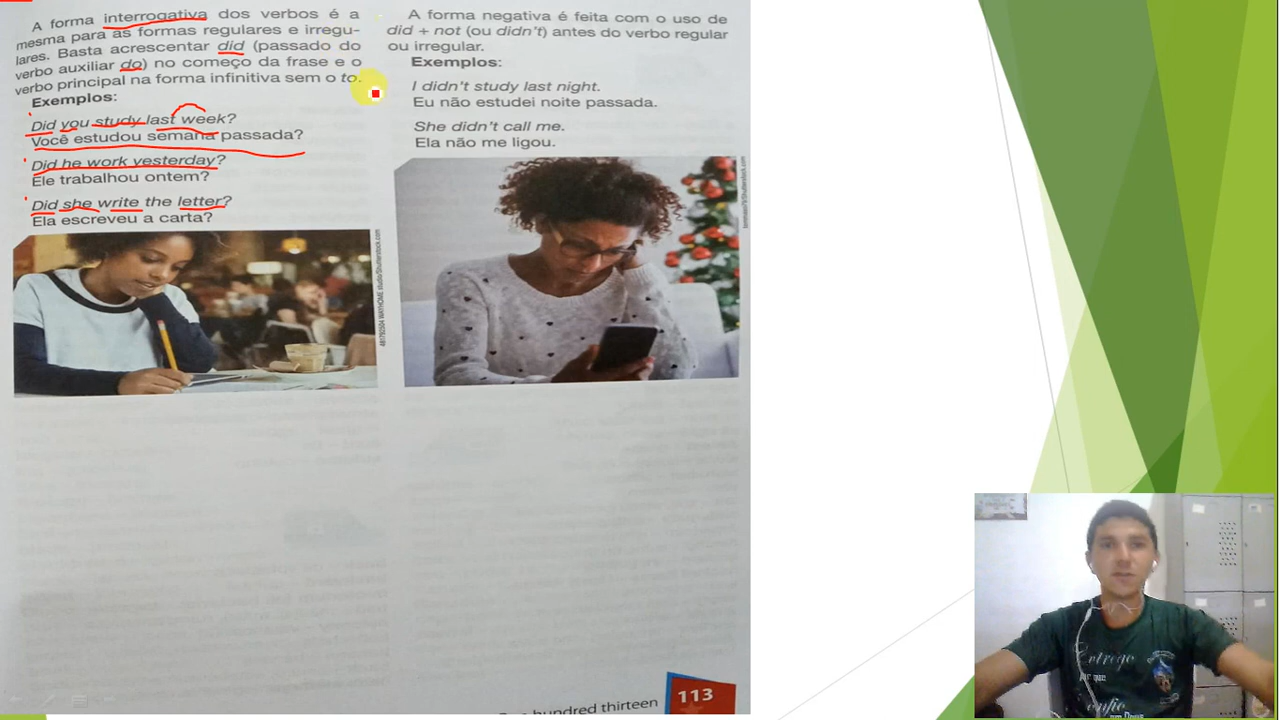 A forma interrogativa dos verbos é a
mesma para as formas regulares e irregu-
lares. Basta acrescentar did (passado do
verbo auxiliar do) no começo da frase e o
verbo principal na forma infinitiva sem o to.
Exemplos:
Did you study last week?
Você estudou semana passada?
Did he work yesterday?
Ele trabalhou ontem?
Did she write the letter?
Ela escreveu a carta?
A forma negativa é feita com o uso de
did + not (ou didn't) antes do verbo regular
ou irregular.
Exemplos:
I didn't study last night.
Eu não estudei noite passada.
She didn't call me.
Ela não me ligou.
hundred thirteen
113
Entrego
confio